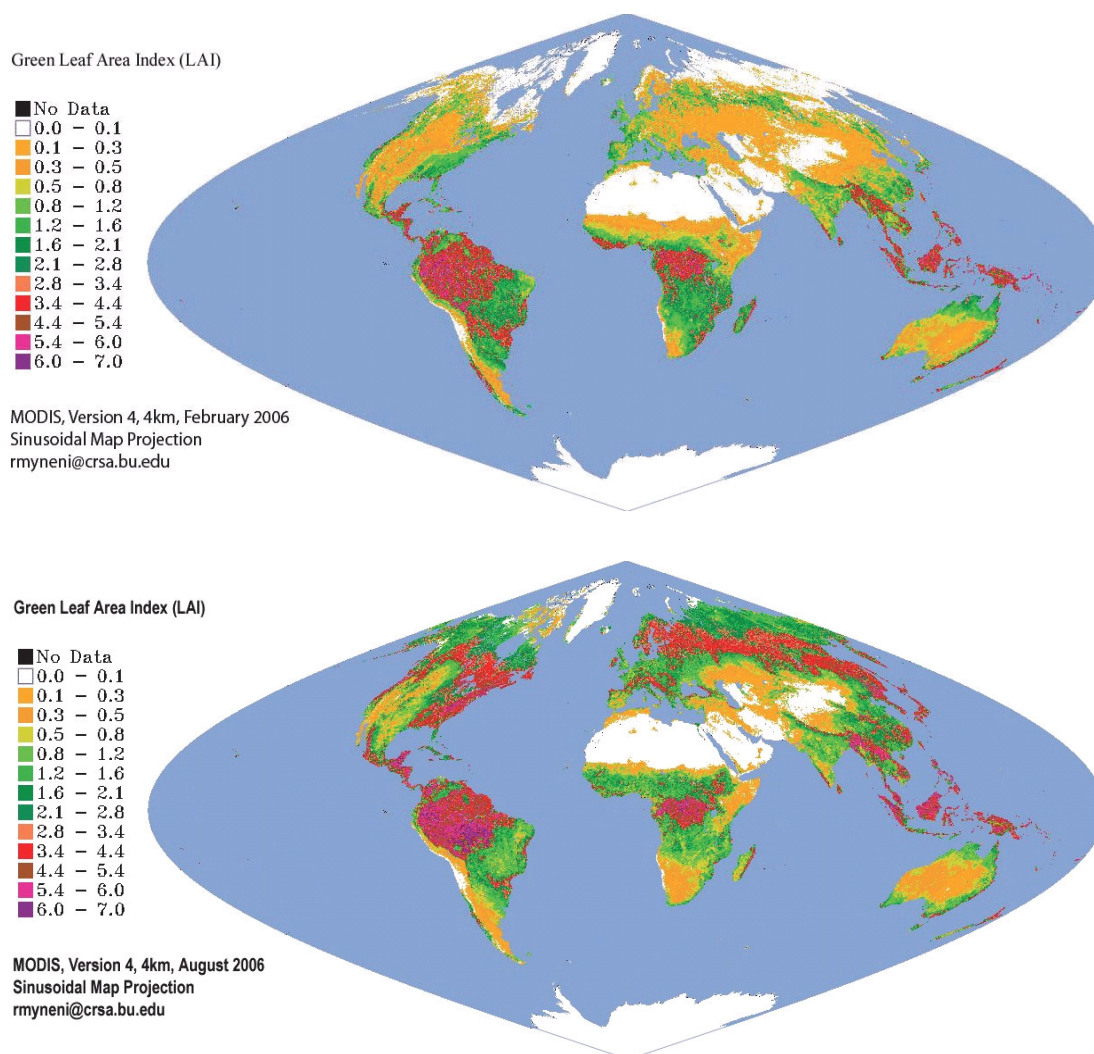 Green Leaf Area Index (LAI)
No Data
0.0 - 0.1
0.1 - 0.3
0.3 - 0.5
0.5 - 0.8
0.8 - 1.2
1.2 - 1.6
1.6 - 2.1
2.1 - 2.8
2.8 - 3.4
3.4 - 4.4
4.4 - 5.4
5.4 - 6.0
6.0 - 7.0
MODIS, Version 4, 4km, February 2006
Sinusoidal Map Projection
rmyneni@crsa.bu.edu
Green Leaf Area Index (LAI)
No Data
0.0 - 0.1
0.1 - 0.3
0.3 - 0.5
0.5 - 0.8
0.8 - 1.2
1.2 - 1.6
1.6 - 2.1
2.1 - 2.8
2.8 - 3.4
3.4 - 4.4
4.4 - 5.4
5.4 - 6.0
6.0 - 7.0
MODIS, Version 4, 4km, August 2006
Sinusoidal Map Projection
rmyneni@crsa.bu.edu